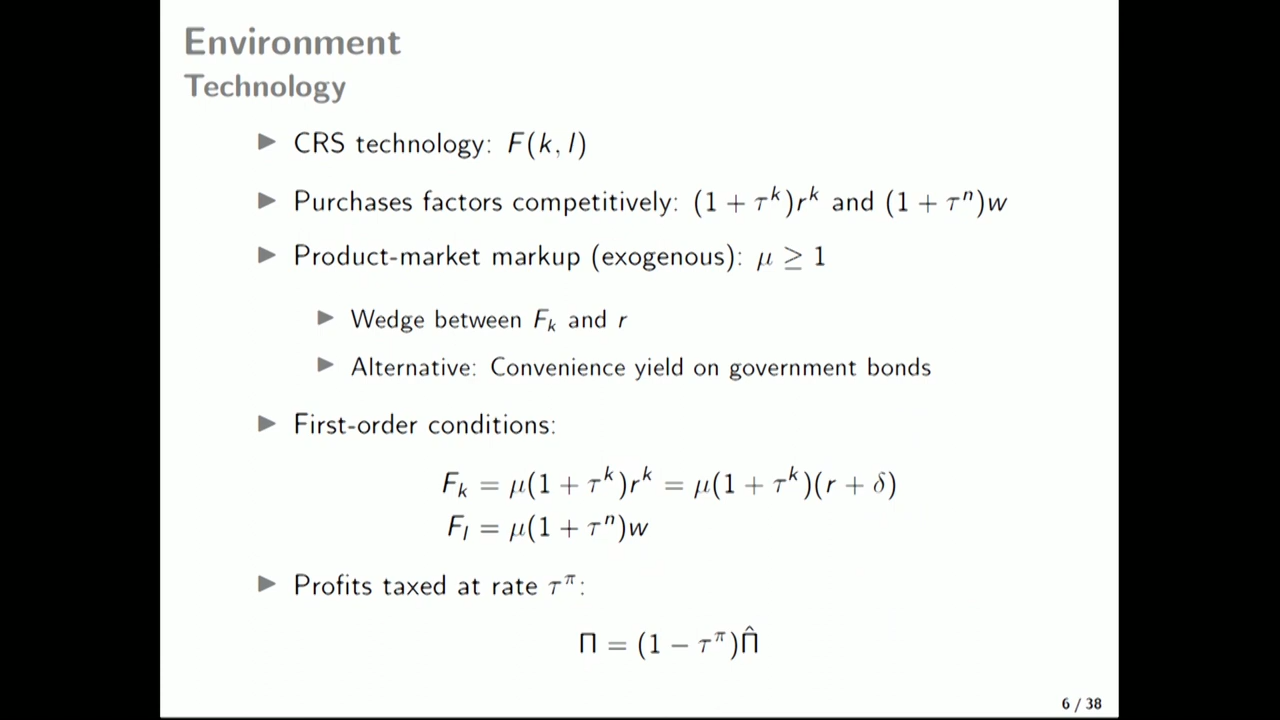 Environment
Technology
▶ CRS technology: F(k, l)
▶ Purchases factors competitively: (1 + τ^k)r^k and (1 + τ^n)w
▶ Product-market markup (exogenous): μ ≥ 1
▶ Wedge between F_k and r
▶ Alternative: Convenience yield on government bonds
▶ First-order conditions:
F_k = μ(1 + τ^k)r^k = μ(1 + τ^k)(r + δ)
F_l = μ(1 + τ^n)w
▶ Profits taxed at rate τ^π:
Π = (1 − τ^π)Π̂
6 / 38